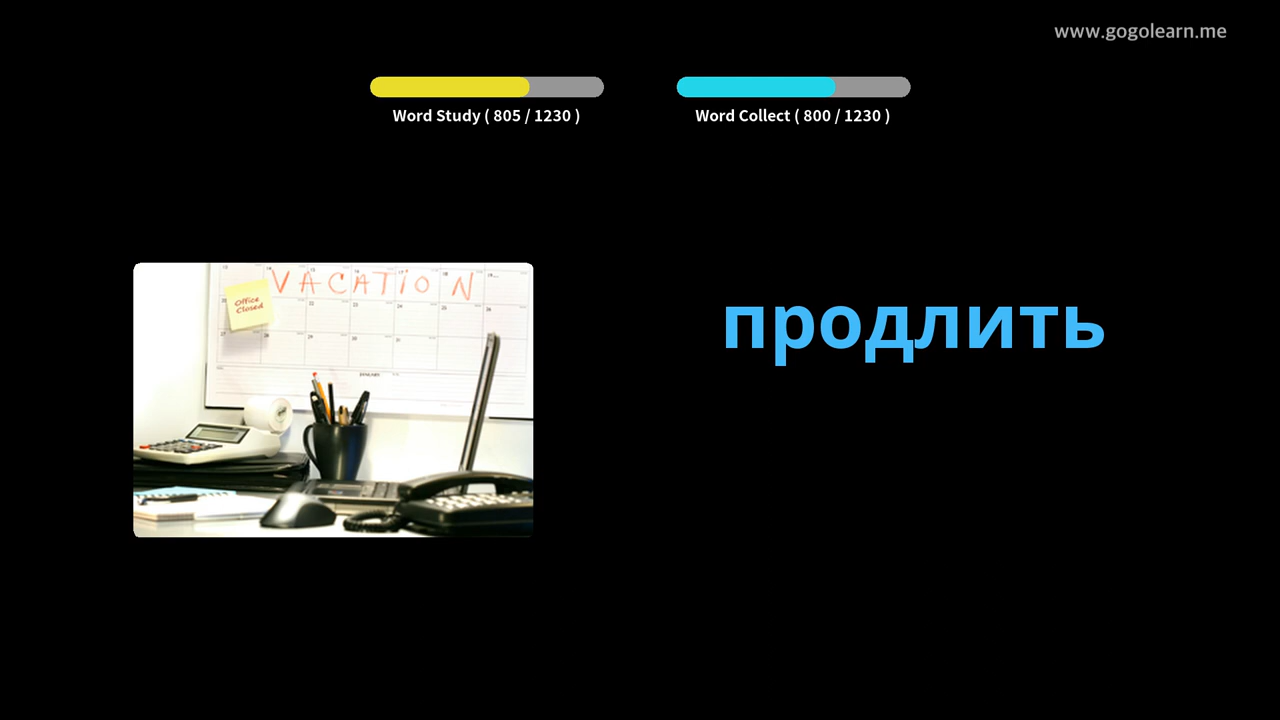 www.gogolearn.me
Word Study ( 805 / 1230 )
Word Collect ( 800 / 1230 )
VACATION
Office
Closed
продлить